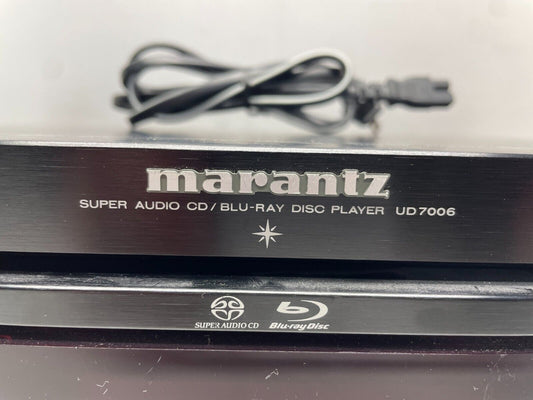 marantz
SUPER AUDIO CD/BLU-RAY DISC PLAYER UD7006
SUPER AUDIO CD
Blu-ray Disc